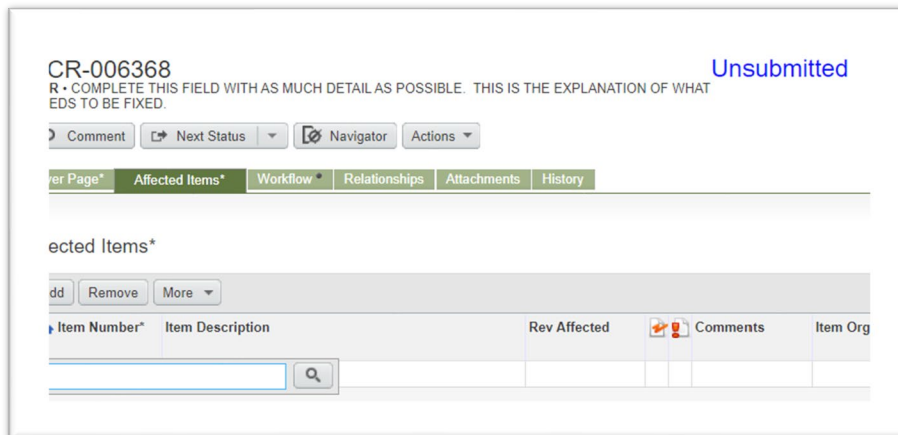 CR-006368
Unsubmitted
R • COMPLETE THIS FIELD WITH AS MUCH DETAIL AS POSSIBLE. THIS IS THE EXPLANATION OF WHAT
EDS TO BE FIXED.
Comment Next Status Navigator Actions
ver Page* Affected Items* Workflow Relationships Attachments History
ected Items*
dd Remove More
Item Number* Item Description Rev Affected Comments Item Org